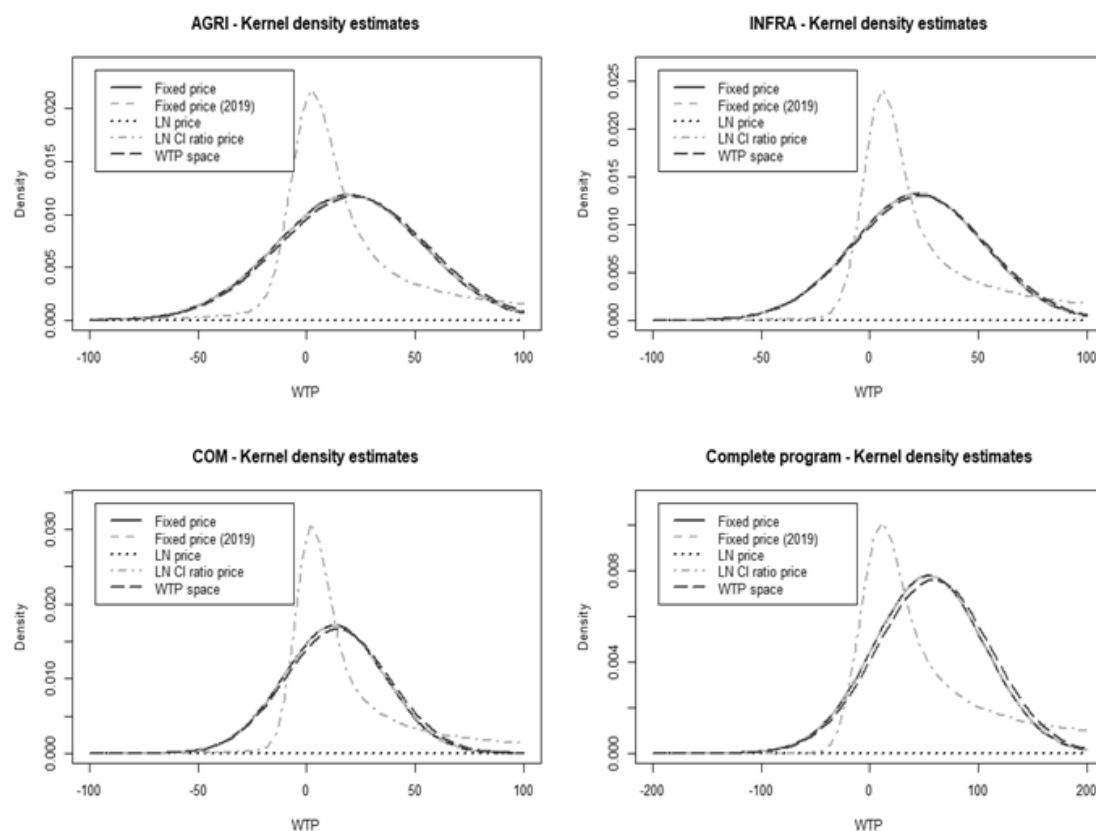 AGRI - Kernel density estimates
Fixed price
Fixed price (2019)
LN price
LN CI ratio price
WTP space
Density
0.000 0.005 0.010 0.015 0.020
-100 -50 0 50 100
WTP
INFRA - Kernel density estimates
Fixed price
Fixed price (2019)
LN price
LN CI ratio price
WTP space
Density
0.000 0.005 0.010 0.015 0.020 0.025
-100 -50 0 50 100
WTP
COM - Kernel density estimates
Fixed price
Fixed price (2019)
LN price
LN CI ratio price
WTP space
Density
0.000 0.010 0.020 0.030
-100 -50 0 50 100
WTP
Complete program - Kernel density estimates
Fixed price
Fixed price (2019)
LN price
LN CI ratio price
WTP space
Density
0.000 0.004 0.008
-200 -100 0 100 200
WTP